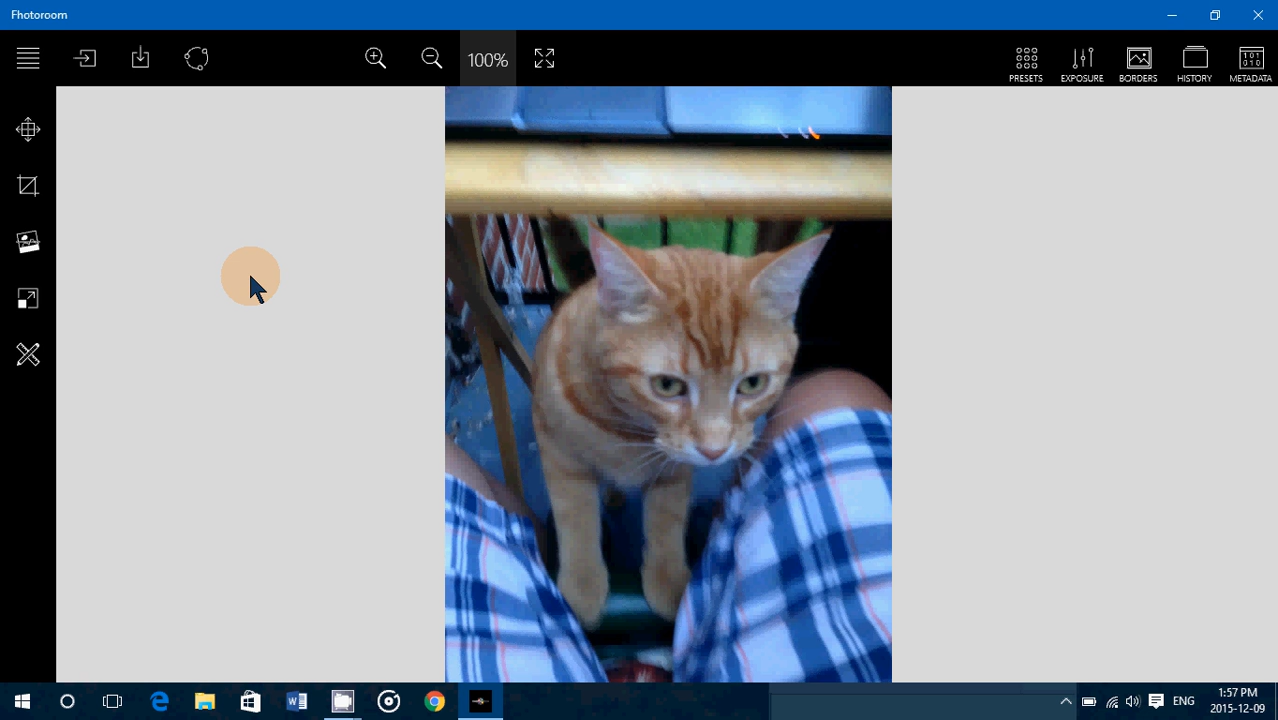 Fhotoroom
100%
PRESETS
EXPOSURE
BORDERS
HISTORY
METADATA
ENG
1:57 PM
2015-12-09